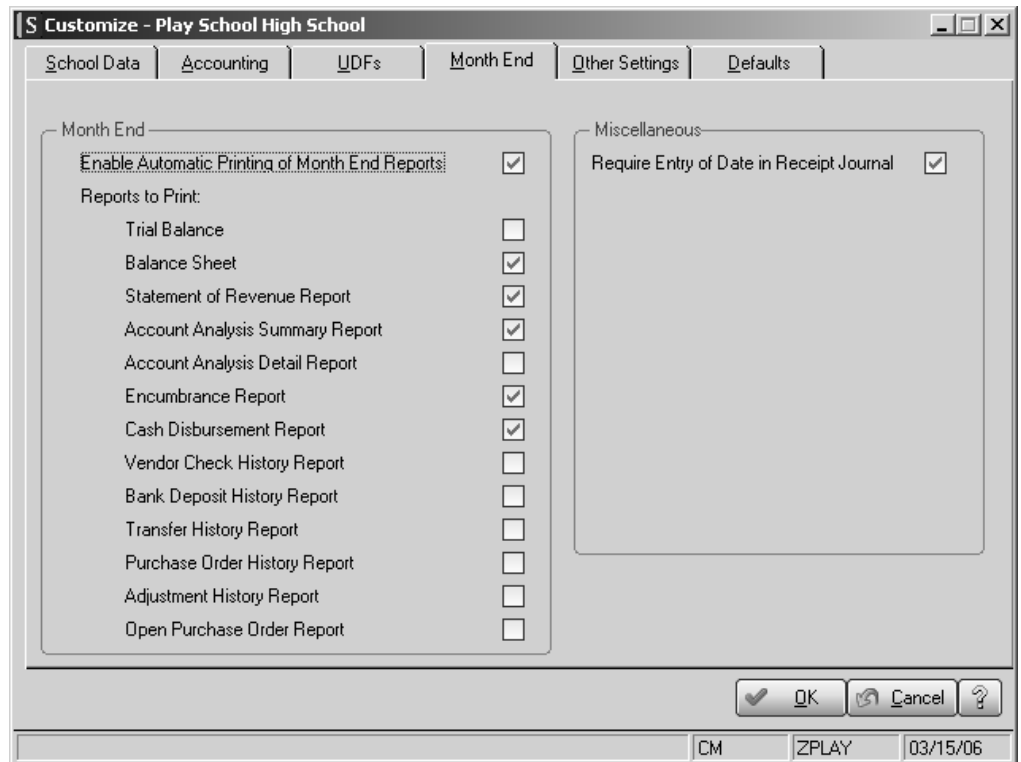 S Customize - Play School High School
School Data Accounting UDFs Month End Other Settings Defaults
Month End
Enable Automatic Printing of Month End Reports
Reports to Print:
Trial Balance
Balance Sheet
Statement of Revenue Report
Account Analysis Summary Report
Account Analysis Detail Report
Encumbrance Report
Cash Disbursement Report
Vendor Check History Report
Bank Deposit History Report
Transfer History Report
Purchase Order History Report
Adjustment History Report
Open Purchase Order Report
Miscellaneous
Require Entry of Date in Receipt Journal
OK Cancel ?
CM ZPLAY 03/15/06